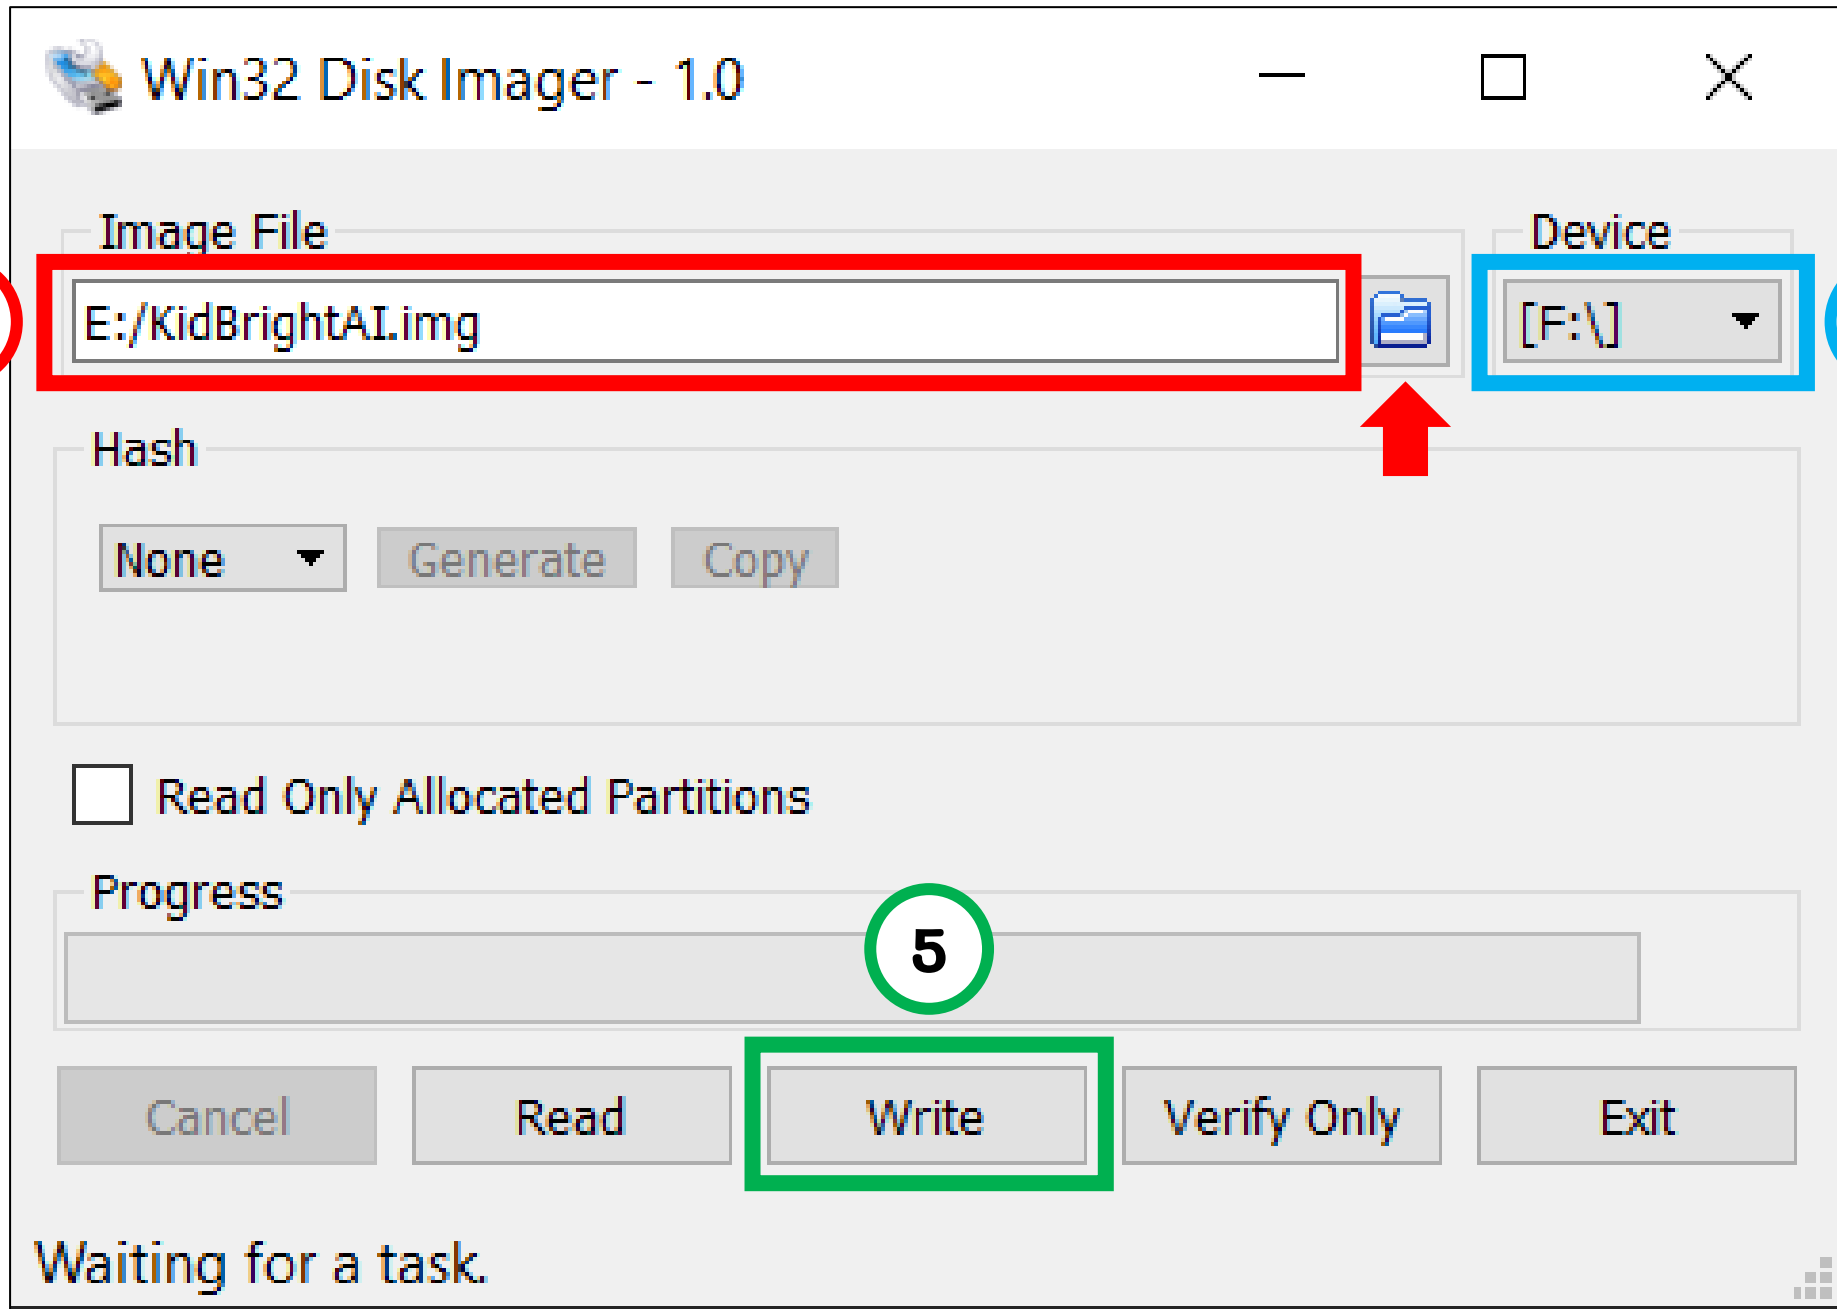 Win32 Disk Imager - 1.0
Image File
Device
E:/KidBrightAI.img
[F:\]
Hash
None
Generate
Copy
Read Only Allocated Partitions
Progress
5
Cancel
Read
Write
Verify Only
Exit
Waiting for a task.